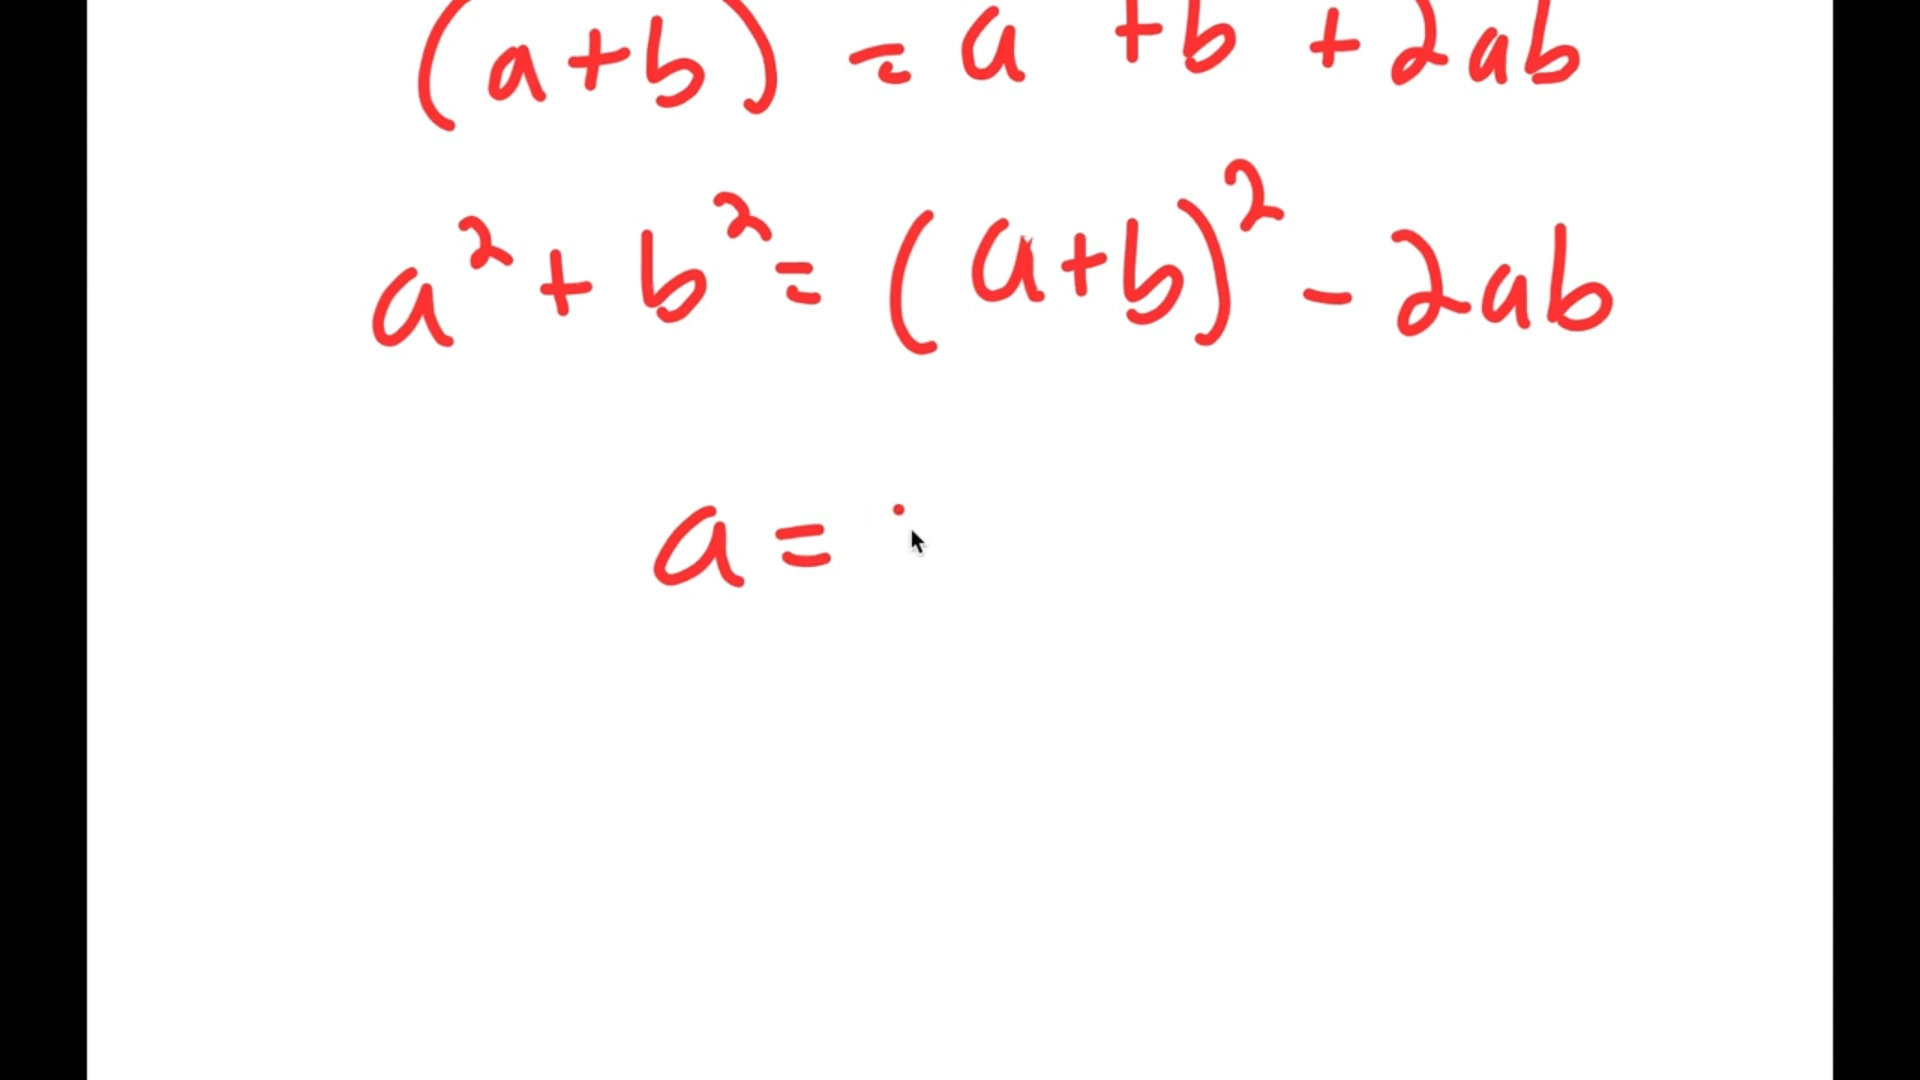 (a+b) = a +b +2ab
a²+b²= (a+b)² - 2ab
a=